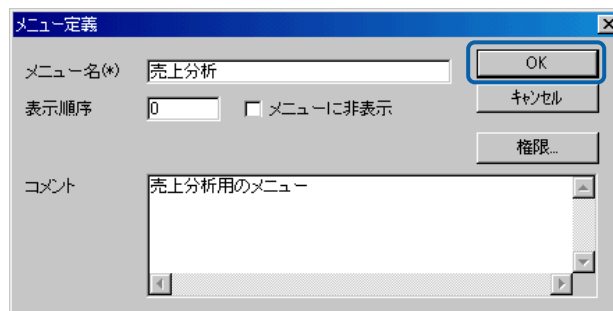 メニュー定義
メニュー名(*) 売上分析 OK
表示順序 0 メニューに非表示 キャンセル
権限...
コメント 売上分析用のメニュー